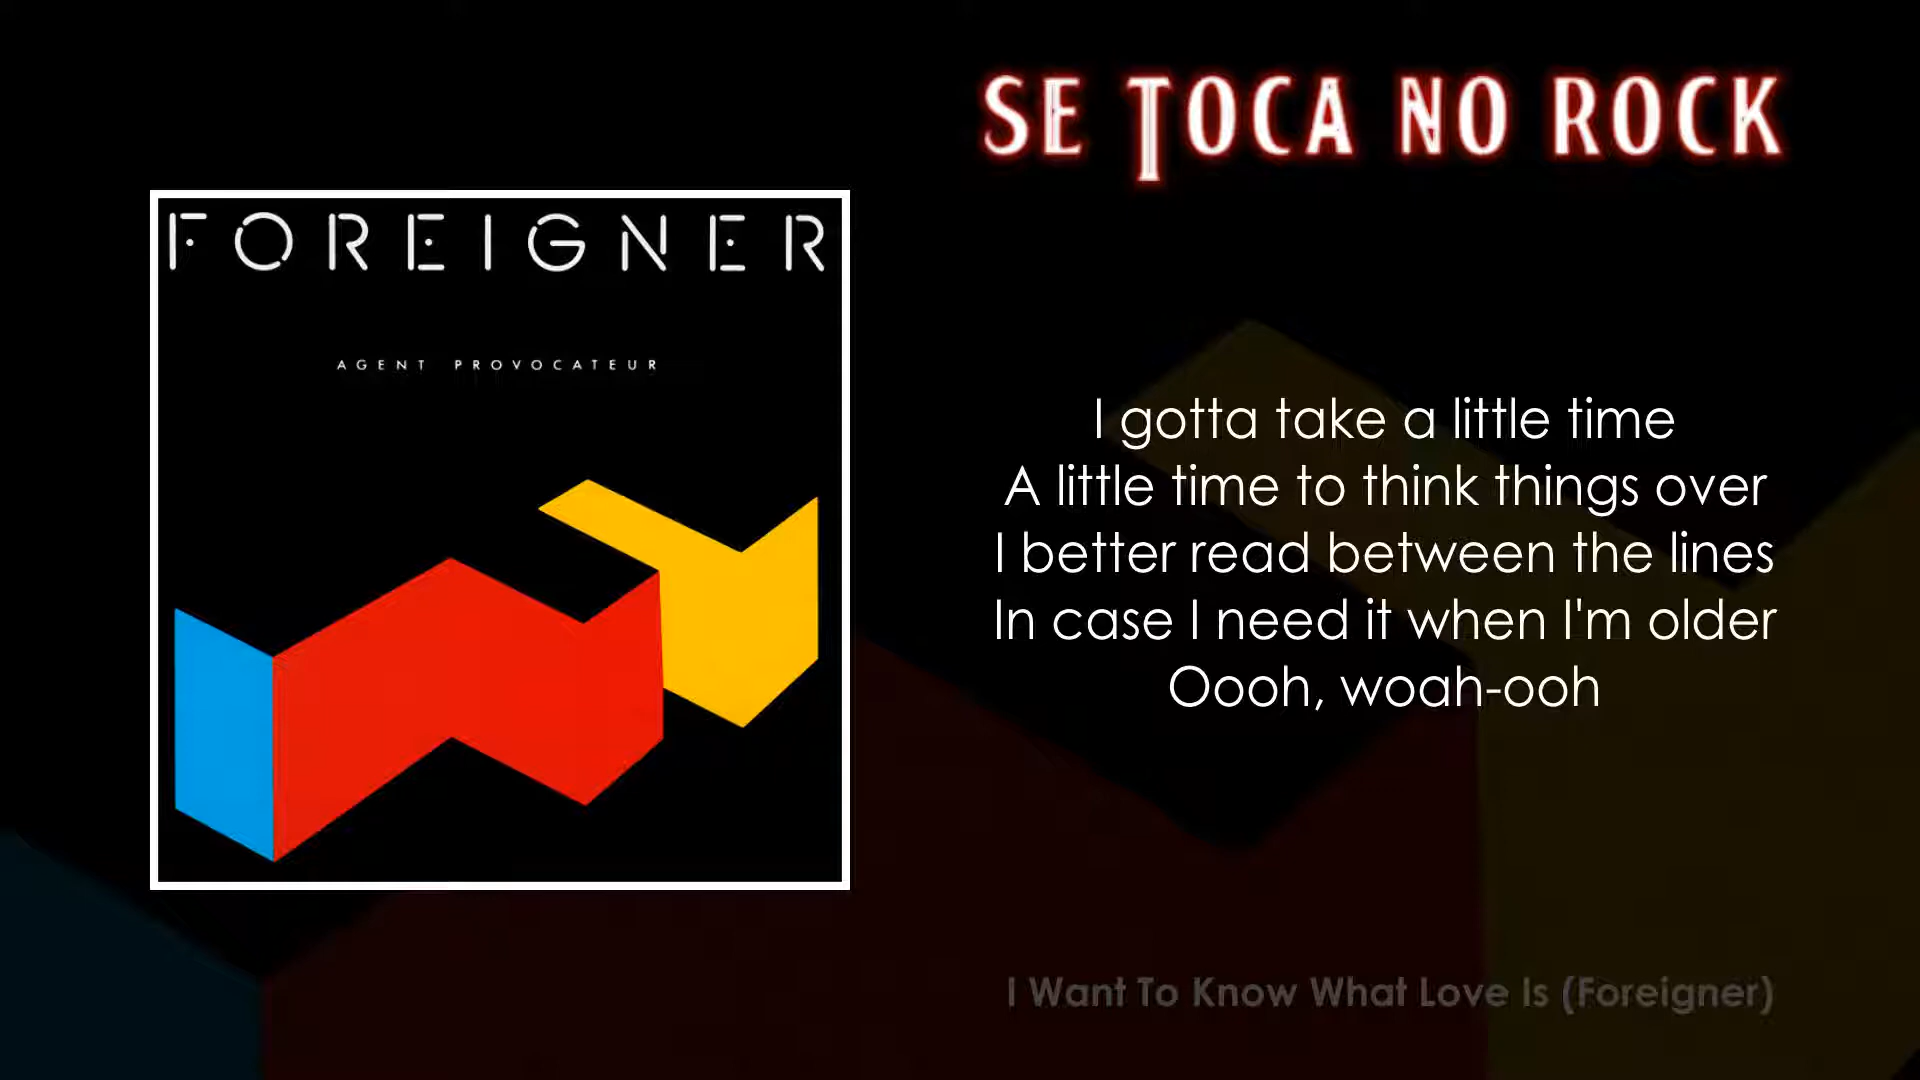 SE TOCA NO ROCK
FOREIGNER
AGENT PROVOCATEUR
I gotta take a little time
A little time to think things over
I better read between the lines
In case I need it when I'm older
Oooh, woah-ooh
I Want To Know What Love Is (Foreigner)